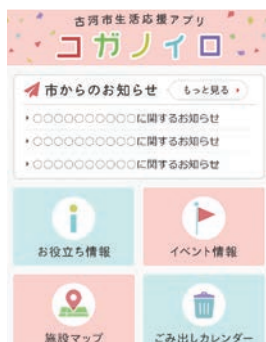 古河市生活応援アプリ
コガノイロ
市からのお知らせ
もっと見る
○○○○○○○○○○に関するお知らせ
○○○○○○○○○○に関するお知らせ
○○○○○○○○○○に関するお知らせ
お役立ち情報
イベント情報
施設マップ
ごみ出しカレンダー